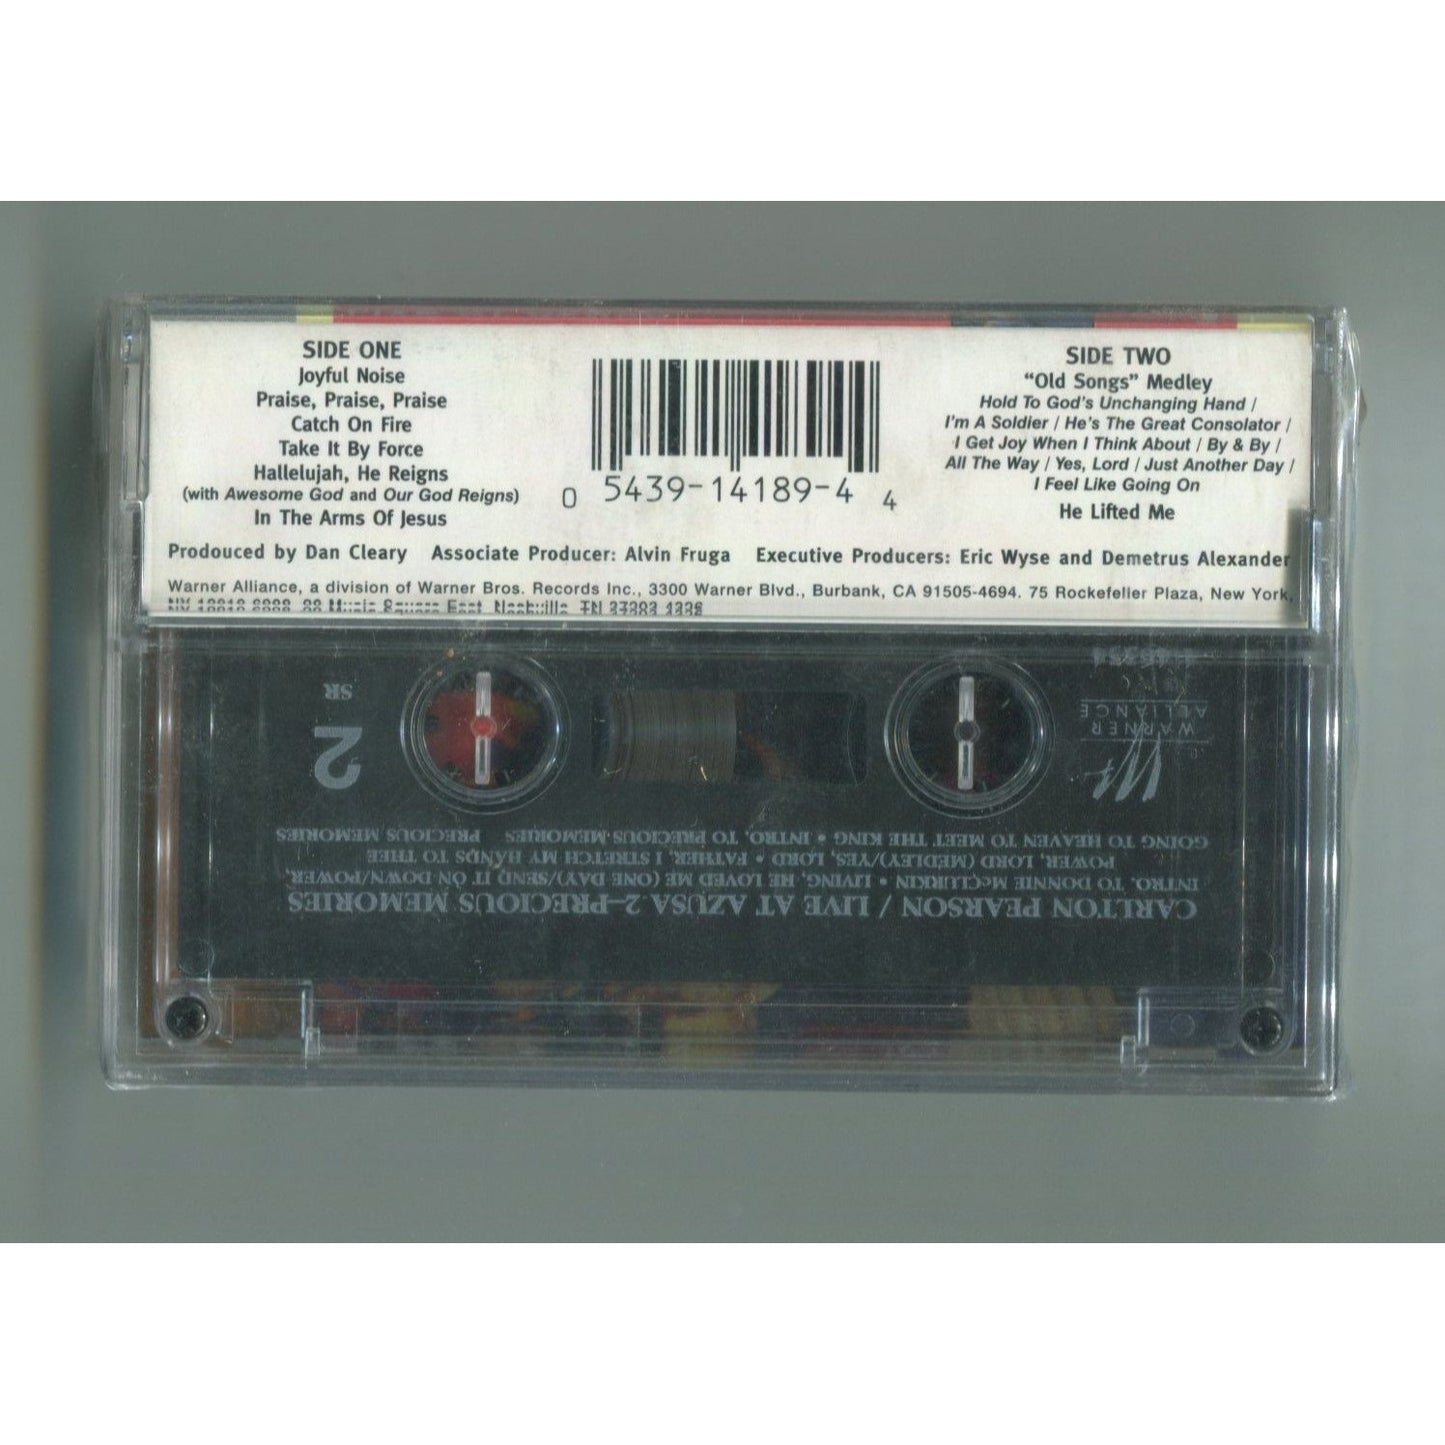 SIDE ONE
Joyful Noise
Praise, Praise, Praise
Catch On Fire
Take It By Force
Hallelujah, He Reigns
(with Awesome God and Our God Reigns)
In The Arms Of Jesus
0 5439-14189-4 4
SIDE TWO
“Old Songs” Medley
Hold To God's Unchanging Hand /
I'm A Soldier / He's The Great Consolator /
I Get Joy When I Think About / By & By /
All The Way / Yes, Lord / Just Another Day /
I Feel Like Going On
He Lifted Me
Prodouced by Dan Cleary Associate Producer: Alvin Fruga Executive Producers: Eric Wyse and Demetrus Alexander
Warner Alliance, a division of Warner Bros. Records Inc., 3300 Warner Blvd., Burbank, CA 91505-4694. 75 Rockefeller Plaza, New York,
Music Square East, Nashville, TN
CARLTON PEARSON / LIVE AT AZUSA 2–PRECIOUS MEMORIES
INTRO. TO DONNIE McCLURKIN • LIVING, HE LOVED ME (ONE DAY)/SEND IT ON DOWN/POWER,
POWER, LORD (MEDLEY)/YES, LORD • FATHER, I STRETCH MY HANDS TO THEE
GOING TO HEAVEN TO MEET THE KING • INTRO. TO PRECIOUS MEMORIES PRECIOUS MEMORIES
WARNER
ALLIANCE
2
SR